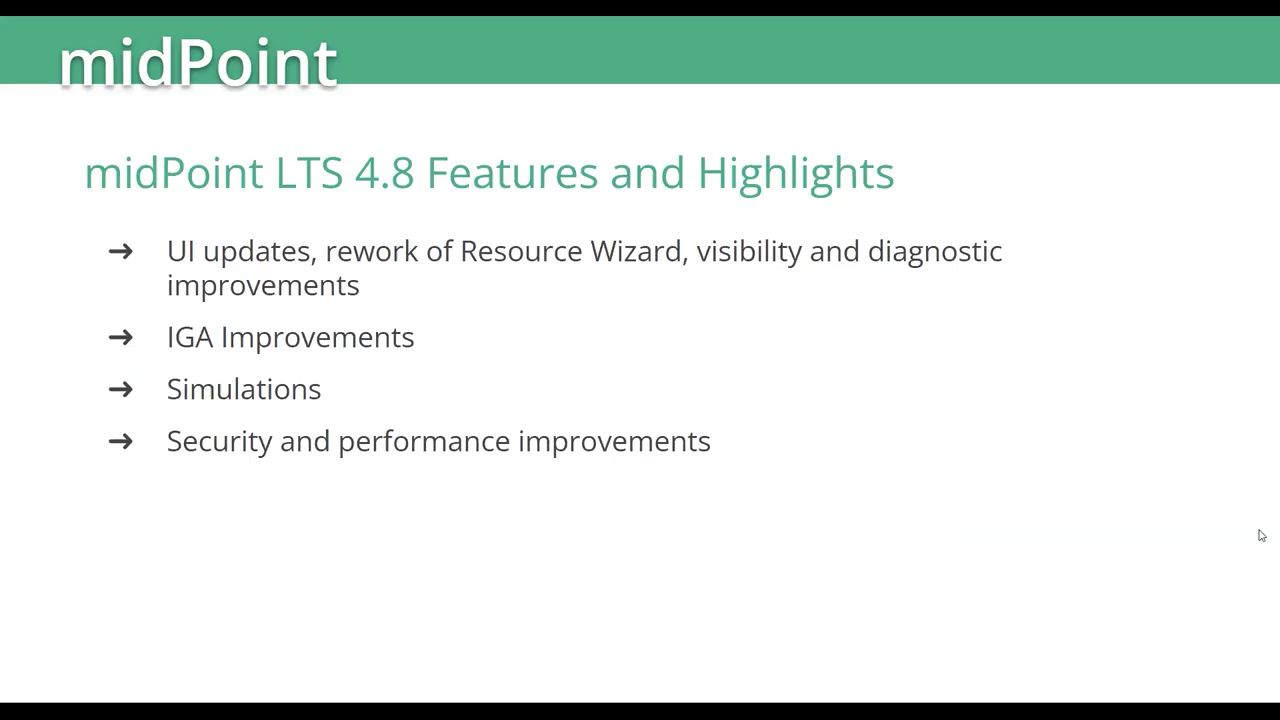 midPoint
midPoint LTS 4.8 Features and Highlights
➔ UI updates, rework of Resource Wizard, visibility and diagnostic
improvements
➔ IGA Improvements
➔ Simulations
➔ Security and performance improvements